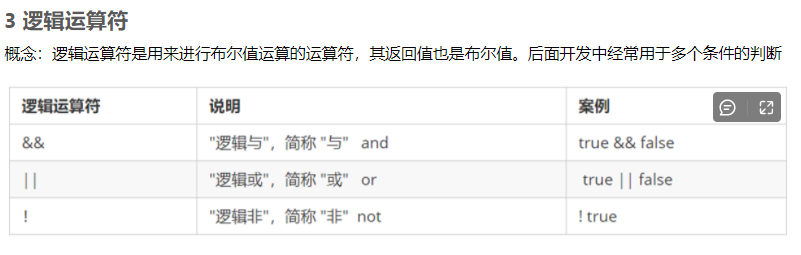 3 逻辑运算符
概念：逻辑运算符是用来进行布尔值运算的运算符，其返回值也是布尔值。后面开发中经常用于多个条件的判断
逻辑运算符 说明 案例
&& "逻辑与"，简称 "与" and true && false
|| "逻辑或"，简称 "或" or true || false
! "逻辑非"，简称 "非" not ! true